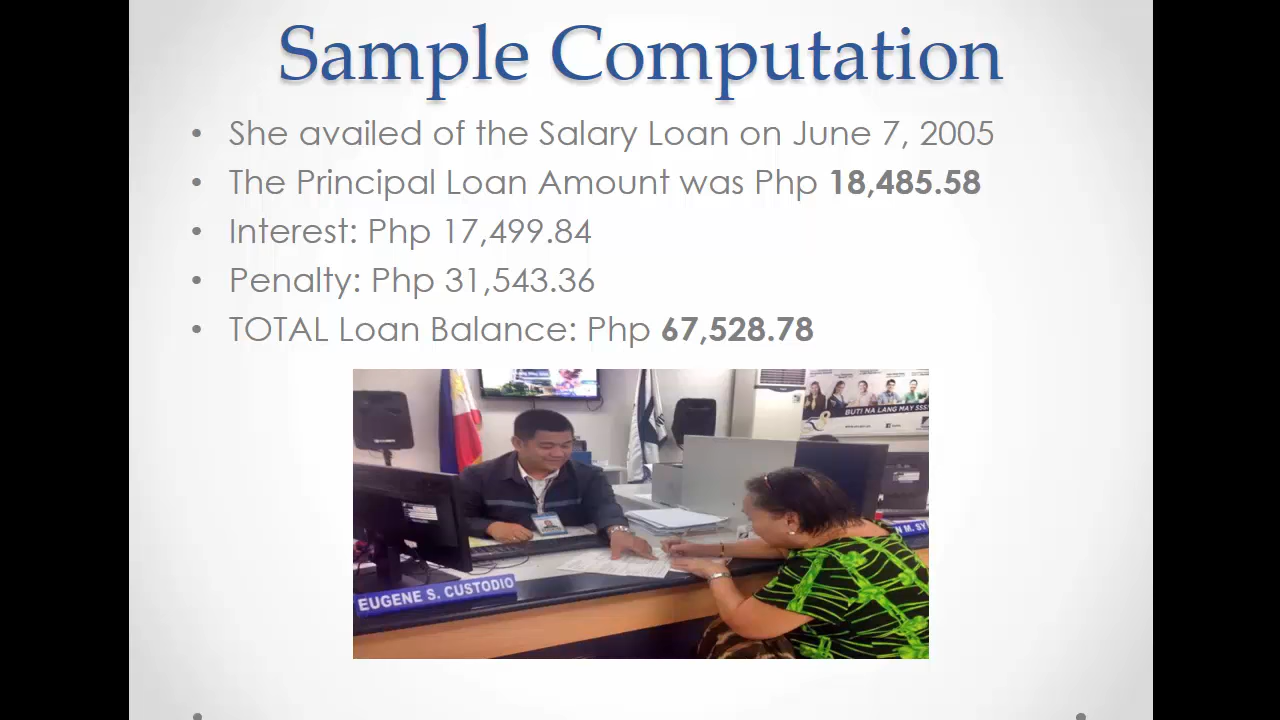 Sample Computation
• She availed of the Salary Loan on June 7, 2005
• The Principal Loan Amount was Php 18,485.58
• Interest: Php 17,499.84
• Penalty: Php 31,543.36
• TOTAL Loan Balance: Php 67,528.78
BUTI NA LANG MAY SSS!
EUGENE S. CUSTODIO
N M. SY